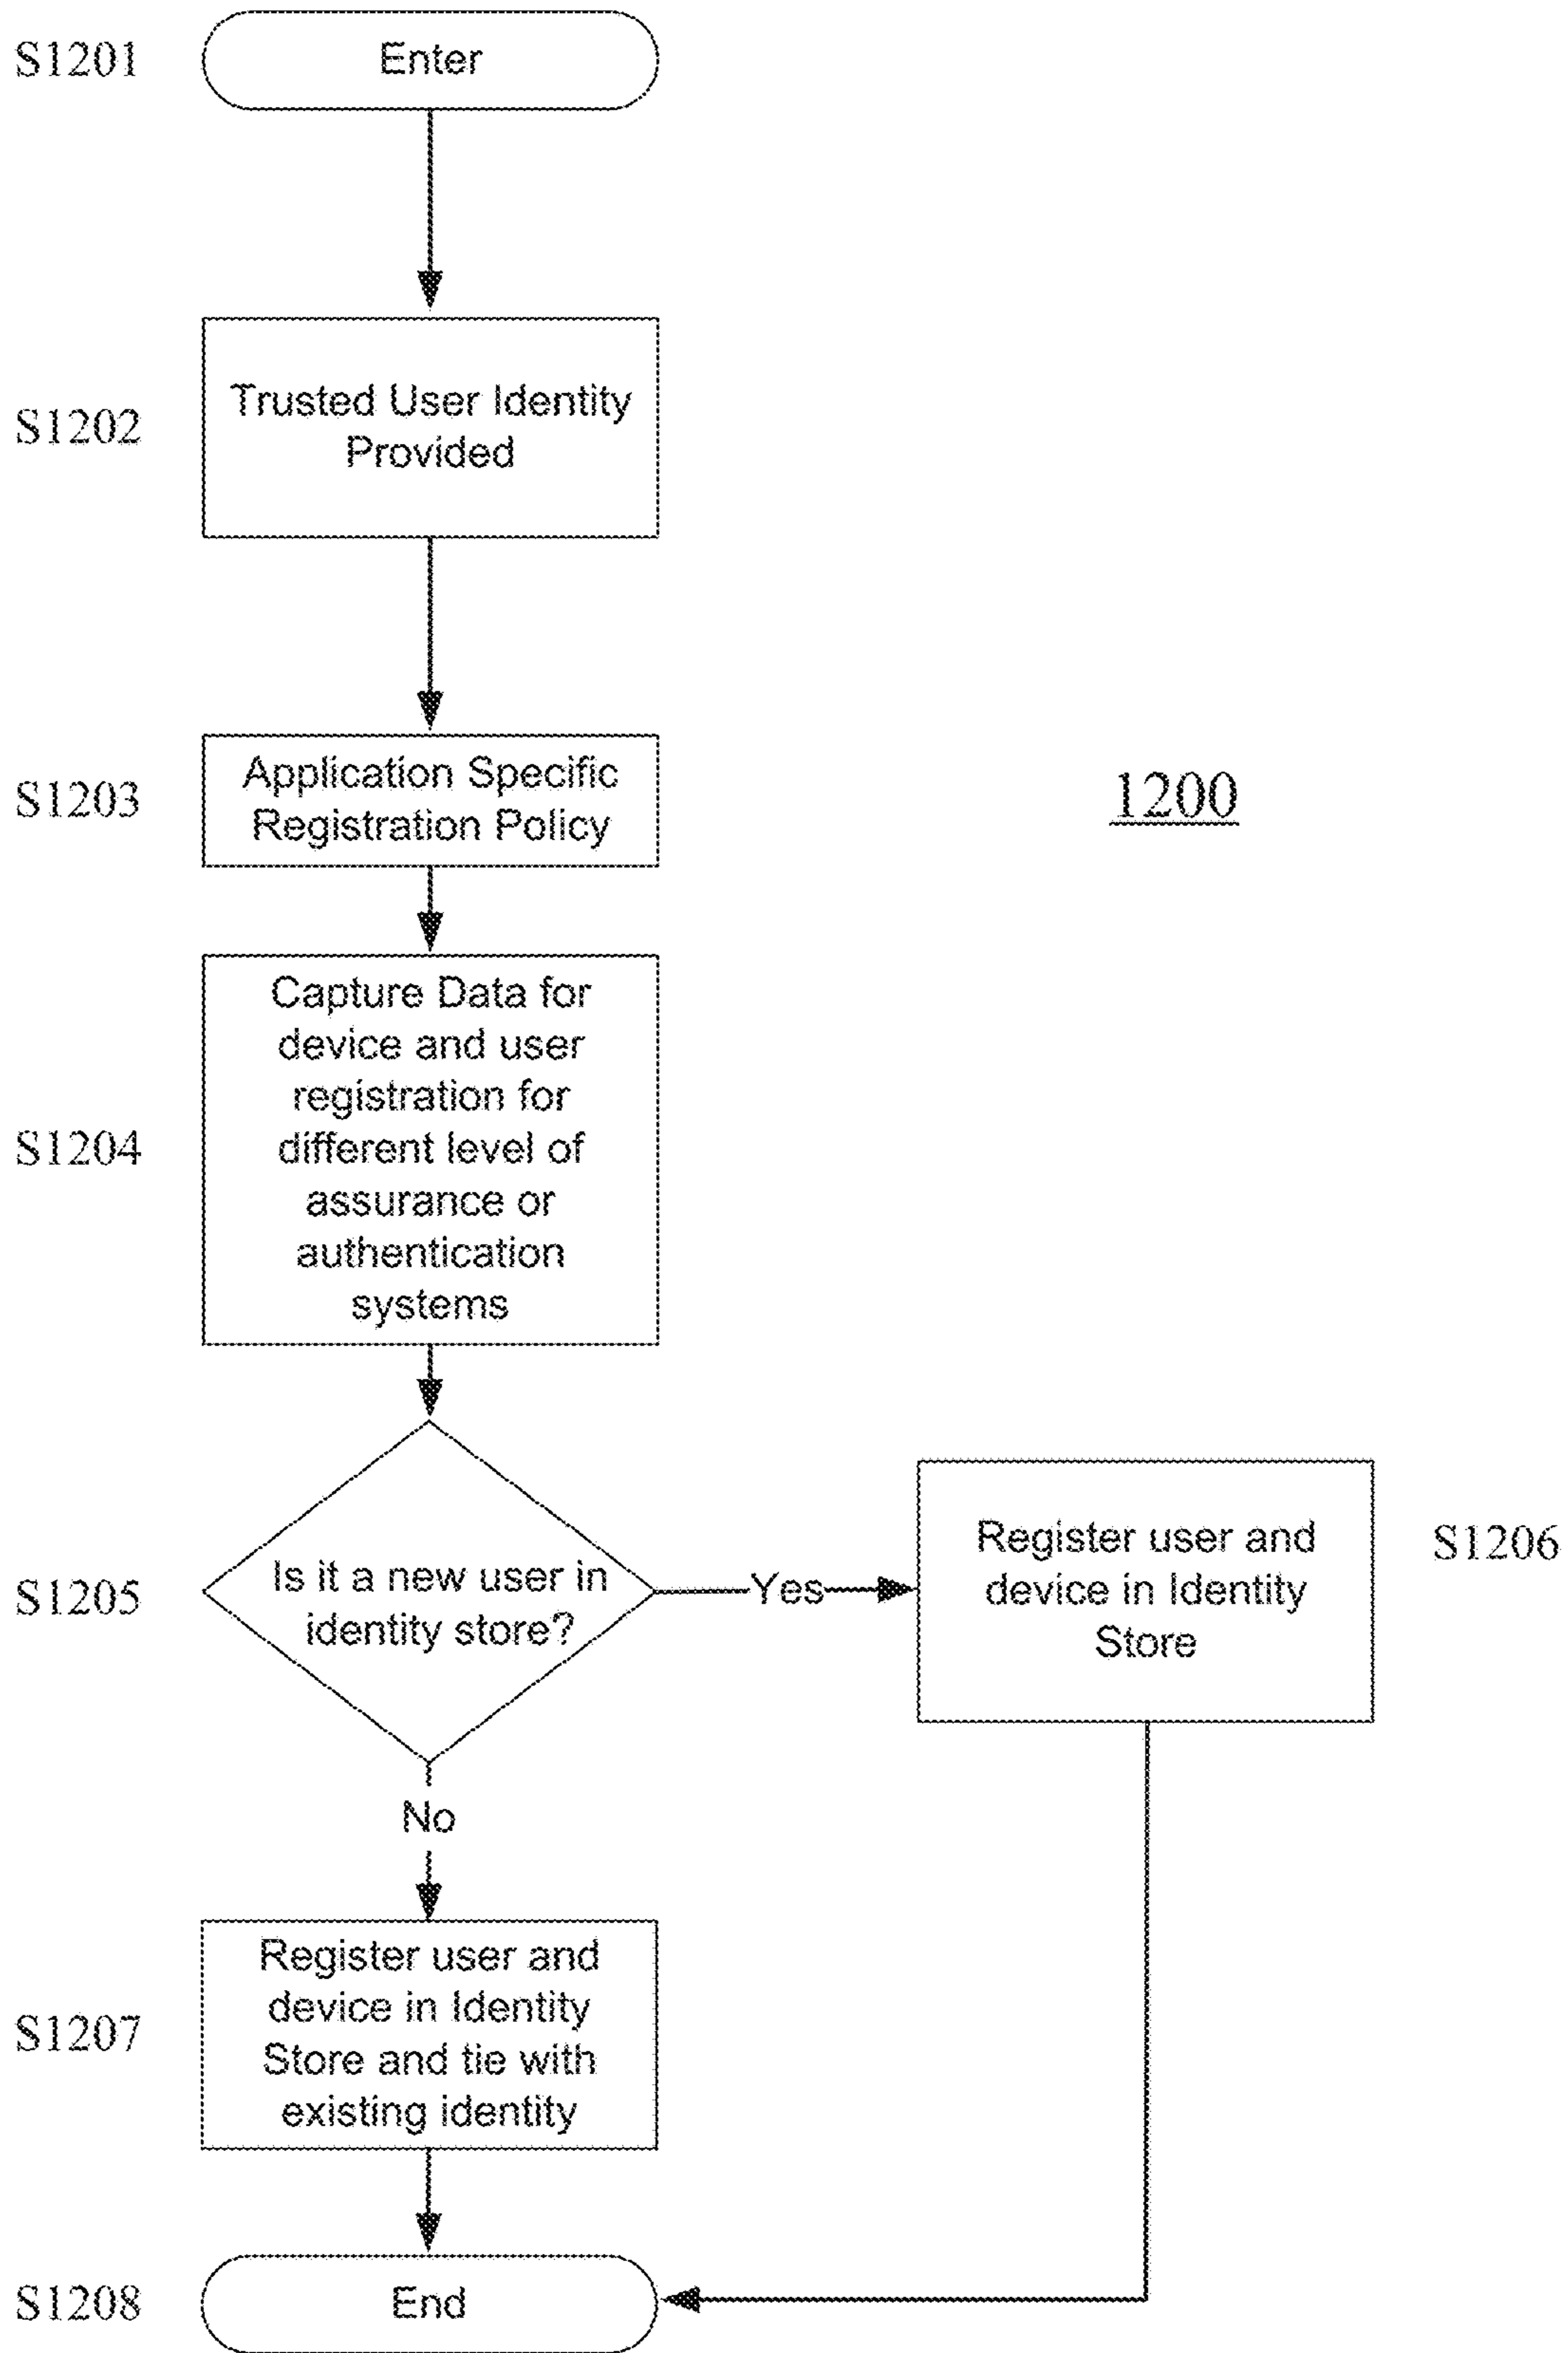 S1201
Enter
S1202
Trusted User Identity
Provided
S1203
Application Specific
Registration Policy
1200
S1204
Capture Data for
device and user
registration for
different level of
assurance or
authentication
systems
S1205
Is it a new user in
identity store?
Yes
Register user and
device in Identity
Store
S1206
No
S1207
Register user and
device in Identity
Store and tie with
existing identity
S1208
End